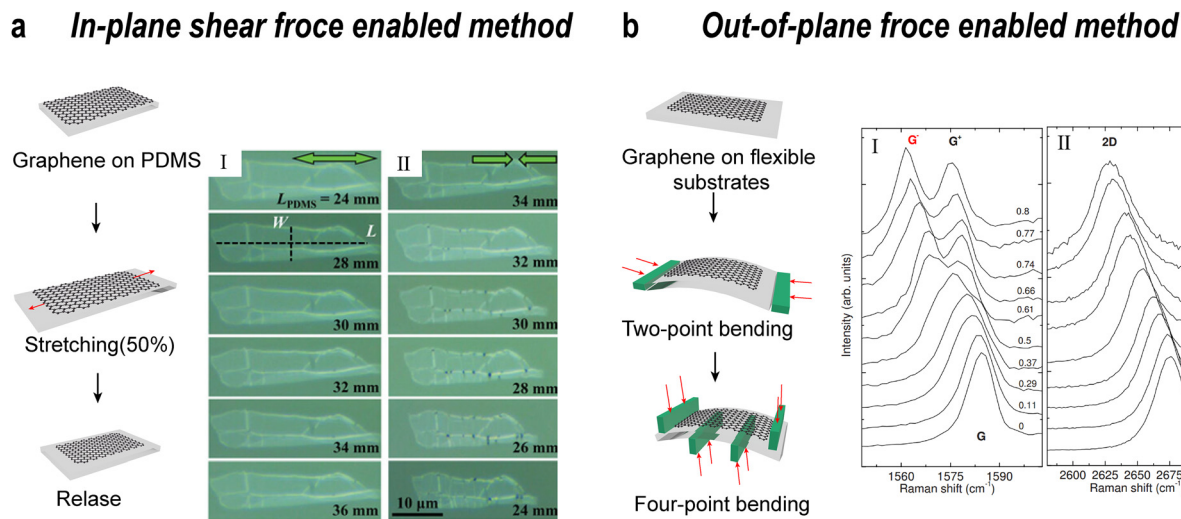 a In-plane shear froce enabled method
Graphene on PDMS
Stretching(50%)
Relase
I
L_PDMS = 24 mm
W
L
28 mm
30 mm
32 mm
34 mm
36 mm
II
34 mm
32 mm
30 mm
28 mm
26 mm
10 μm
24 mm
b Out-of-plane froce enabled method
Graphene on flexible
substrates
Two-point bending
Four-point bending
I
G-
G+
0.8
0.77
0.74
0.66
0.61
0.5
0.37
0.29
0.11
0
G
Intensity (arb. units)
1560 1575 1590
Raman shift (cm-1)
II
2D
2600 2625 2650 2675
Raman shift (cm-1)